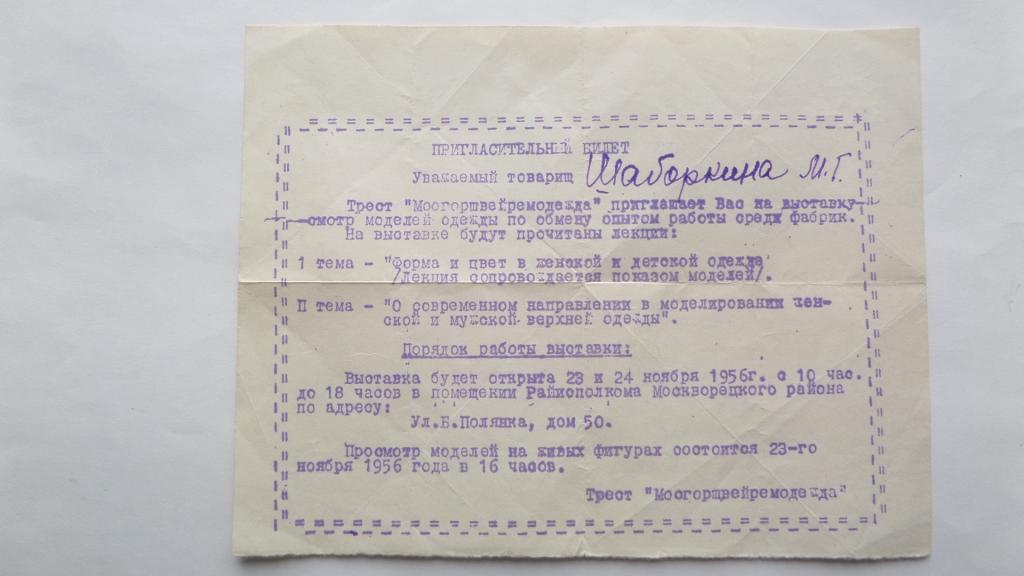 ПРИГЛАСИТЕЛЬНЫЙ БИЛЕТ
Уважаемый товарищ Шаборкина М.Г.
Трест "Мосгоршвейремодежда" приглашает Вас на выставку-
-смотр моделей одежды по обмену опытом работы среди фабрик.
На выставке будут прочитаны лекции:
I тема - "Форма и цвет в женской и детской одежде"
/Лекция сопровождается показом моделей/.
II тема - "О современном направлении в моделировании жен-
ской и мужской верхней одежды".
Порядок работы выставки:
Выставка будет открыта 23 и 24 ноября 1956г. с 10 час.
до 18 часов в помещении Райисполкома Москворецкого района
по адресу:
Ул.Б.Полянка, дом 50.
Просмотр моделей на живых фигурах состоится 23-го
ноября 1956 года в 16 часов.
Трест "Мосгоршвейремодежда"